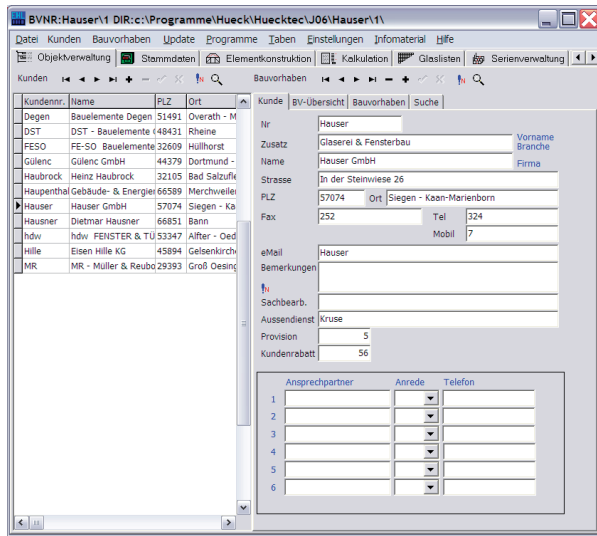 BVNR:Hauser\1 DIR:c:\Programme\Hueck\Huecktec\J06\Hauser\1\
Datei Kunden Bauvorhaben Update Programme Taben Einstellungen Infomaterial Hilfe
Objektverwaltung Stammdaten Elementkonstruktion Kalkulation Glaslisten Serienverwaltung
Kunden Bauvorhaben
Kundennr. Name PLZ Ort
Degen Bauelemente Degen 51491 Overath - M
DST DST - Bauelemente ( 48431 Rheine
FESO FE-SO Bauelemente 32609 Hüllhorst
Gülenc Gülenc GmbH 44379 Dortmund -
Haubrock Heinz Haubrock 32105 Bad Salzufle
Haupenthal Gebäude- & Energier 66589 Merchweiler
Hauser Hauser GmbH 57074 Siegen - Ka
Hausner Dietmar Hausner 66851 Bann
hdw hdw FENSTER & TÜ 53347 Alfter - Oed
Hille Eisen Hille KG 45894 Gelsenkirch
MR MR - Müller & Reubo 29393 Groß Oesing
Kunde BV-Übersicht Bauvorhaben Suche
Nr Hauser
Zusatz Glaserei & Fensterbau Vorname
Branche
Name Hauser GmbH Firma
Strasse In der Steinwiese 26
PLZ 57074 Ort Siegen - Kaan-Marienborn
Fax 252 Tel 324
Mobil 7
eMail Hauser
Bemerkungen
Sachbearb.
Aussendienst Kruse
Provision 5
Kundenrabatt 56
Ansprechpartner Anrede Telefon
1
2
3
4
5
6